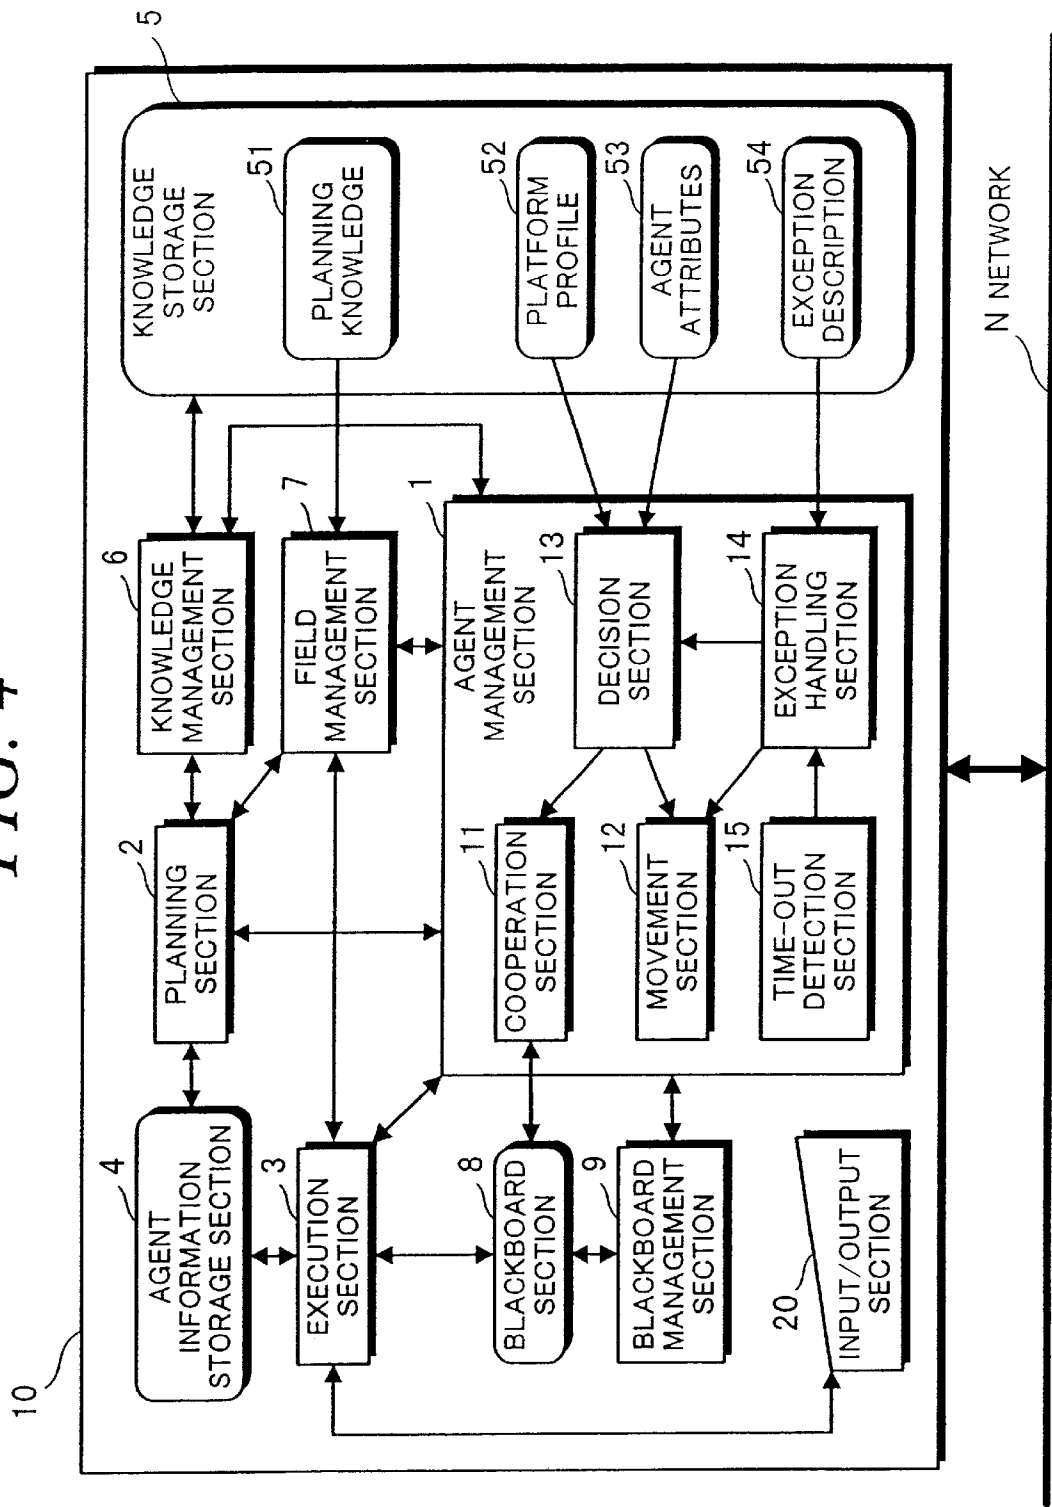 FIG. 4
10
4
AGENT
INFORMATION
STORAGE SECTION
2
PLANNING
SECTION
6
KNOWLEDGE
MANAGEMENT
SECTION
5
KNOWLEDGE
STORAGE
SECTION
3
EXECUTION
SECTION
7
FIELD
MANAGEMENT
SECTION
51
PLANNING
KNOWLEDGE
1
AGENT
MANAGEMENT
SECTION
8
BLACKBOARD
SECTION
11
COOPERATION
SECTION
13
DECISION
SECTION
52
PLATFORM
PROFILE
9
BLACKBOARD
MANAGEMENT
SECTION
12
MOVEMENT
SECTION
53
AGENT
ATTRIBUTES
20
INPUT/OUTPUT
SECTION
15
TIME-OUT
DETECTION
SECTION
14
EXCEPTION
HANDLING
SECTION
54
EXCEPTION
DESCRIPTION
N NETWORK